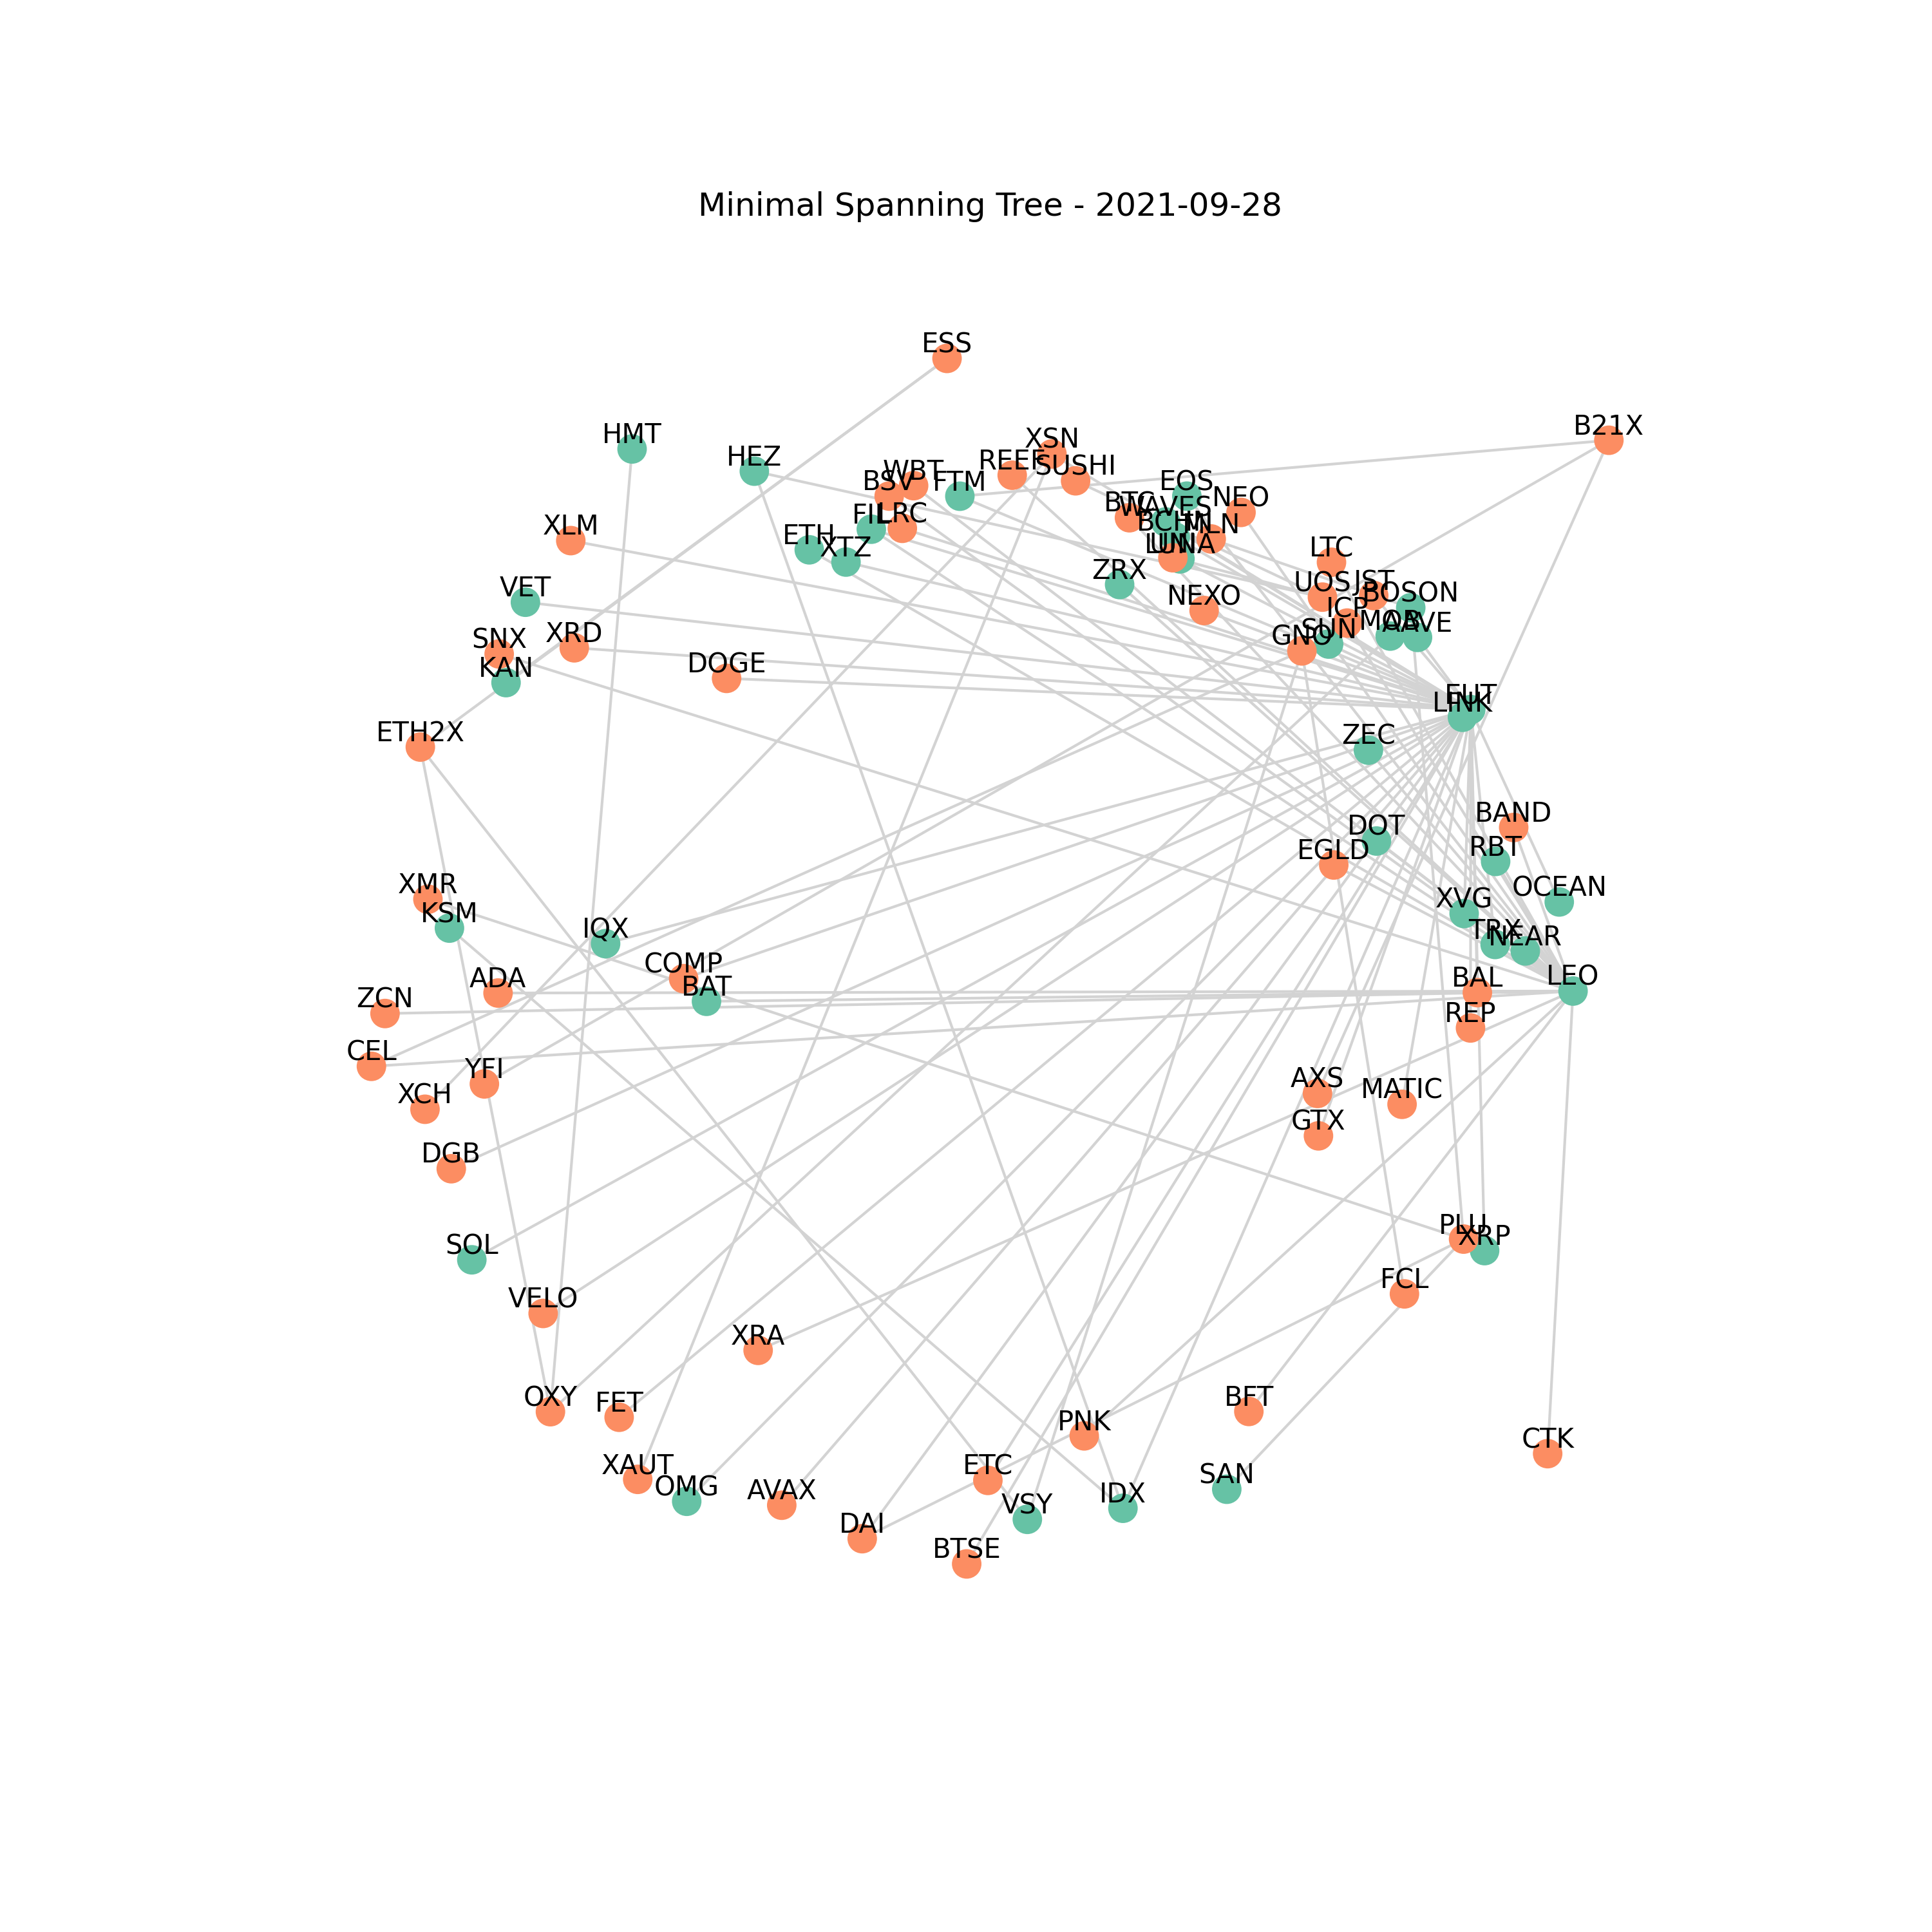 Minimal Spanning Tree - 2021-09-28
ESS
B21X
HMT
XSN
HEZ
REEF
SUSHI
WBT
BSV
FTM
EOS
NEO
BTC
WAVES
FIL
LRC
BCH
MLN
XLM
ETH
XTZ
UNI
LUNA
LTC
ZRX
UOS
JST
VET
NEXO
BOSON
ICP
MOB
AAVE
SNX
XRD
GNO
SUN
KAN
DOGE
LINK
ETH2X
ZEC
BAND
DOT
RBT
EGLD
XMR
OCEAN
KSM
XVG
IQX
TRX
NEAR
COMP
ADA
BAT
BAL
LEO
ZCN
REP
CEL
YFI
XCH
AXS
MATIC
GTX
DGB
PLU
XRP
SOL
FCL
VELO
XRA
OXY
FET
BFT
PNK
CTK
XAUT
OMG
AVAX
ETC
VSY
IDX
SAN
DAI
BTSE